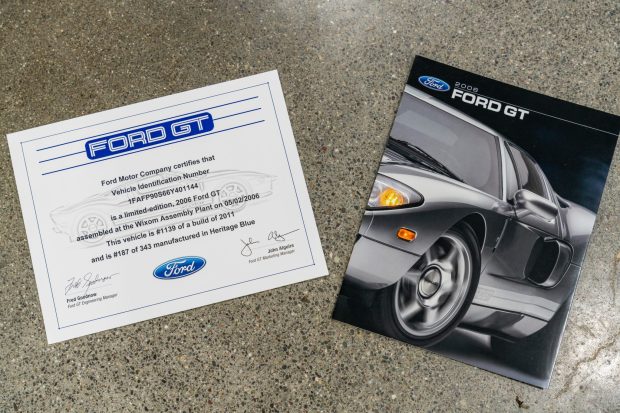 FORD GT
Ford Motor Company certifies that
Vehicle Identification Number
1FAFP90S66Y401144
is a limited-edition, 2006 Ford GT
assembled at the Wixom Assembly Plant on 05/02/2006
This vehicle is #1139 of a build of 2011
and is #187 of 343 manufactured in Heritage Blue
Ford
Fred Goodnow
Ford GT Engineering Manager
John Algeire
Ford GT Marketing Manager
Ford
2006
FORD GT